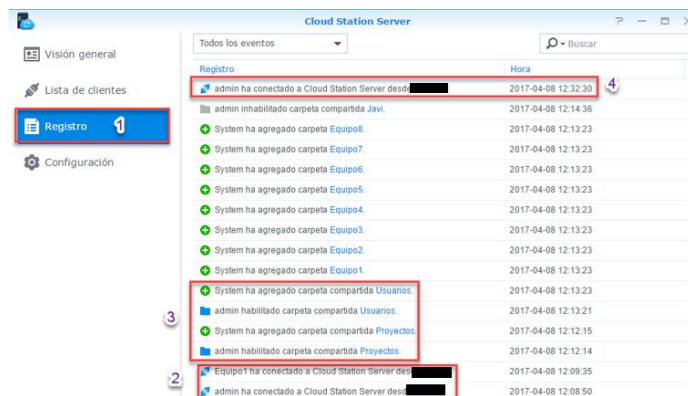 Cloud Station Server
Visión general
Lista de clientes
Registro 1
Configuración
Todos los eventos
Buscar
Registro Hora
admin ha conectado a Cloud Station Server desde 2017-04-08 12:32:30 4
admin inhabilitado carpeta compartida Javi. 2017-04-08 12:14:36
System ha agregado carpeta Equipo8. 2017-04-08 12:13:23
System ha agregado carpeta Equipo7. 2017-04-08 12:13:23
System ha agregado carpeta Equipo6. 2017-04-08 12:13:23
System ha agregado carpeta Equipo5. 2017-04-08 12:13:23
System ha agregado carpeta Equipo4. 2017-04-08 12:13:23
System ha agregado carpeta Equipo3. 2017-04-08 12:13:23
System ha agregado carpeta Equipo2. 2017-04-08 12:13:23
System ha agregado carpeta Equipo1. 2017-04-08 12:13:23
System ha agregado carpeta compartida Usuarios. 2017-04-08 12:13:23
3 admin habilitado carpeta compartida Usuarios. 2017-04-08 12:13:21
System ha agregado carpeta compartida Proyectos. 2017-04-08 12:12:15
admin habilitado carpeta compartida Proyectos. 2017-04-08 12:12:14
2 Equipo1 ha conectado a Cloud Station Server des 2017-04-08 12:09:35
admin ha conectado a Cloud Station Server desd 2017-04-08 12:08:50